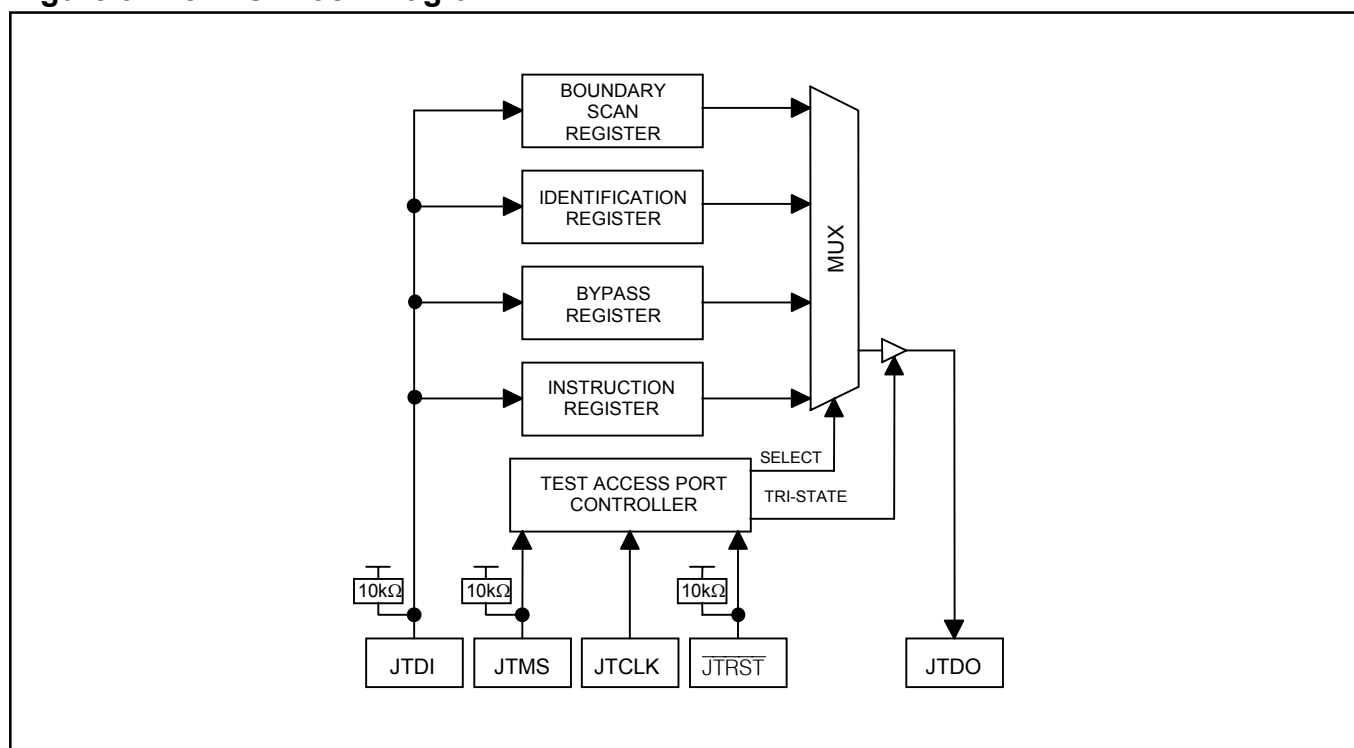 BOUNDARY
SCAN
REGISTER
IDENTIFICATION
REGISTER
BYPASS
REGISTER
INSTRUCTION
REGISTER
MUX
SELECT
TEST ACCESS PORT
CONTROLLER
TRI-STATE
10kΩ
10kΩ
10kΩ
JTDI
JTMS
JTCLK
JTRST
JTDO